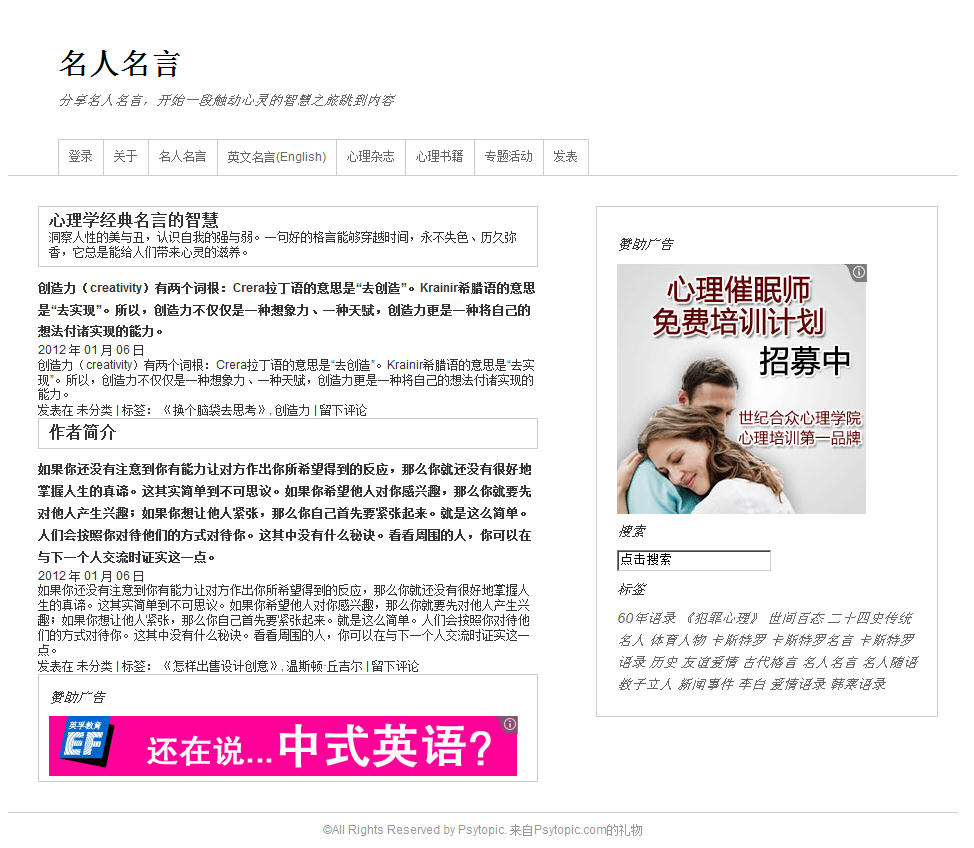 名人名言
分享名人名言，开始一段触动心灵的智慧之旅跳到内容
登录 关于 名人名言 英文名言(English) 心理杂志 心理书籍 专题活动 发表
心理学经典名言的智慧
洞察人性的美与丑，认识自我的强与弱。一句好的格言能够穿越时间，永不失色、历久弥
香，它总是能给人们带来心灵的滋养。
创造力（creativity）有两个词根：Crera拉丁语的意思是“去创造”。Krainir希腊语的意思
是“去实现”。所以，创造力不仅仅是一种想象力、一种天赋，创造力更是一种将自己的
想法付诸实现的能力。
2012 年 01 月 06 日
创造力（creativity）有两个词根：Crera拉丁语的意思是“去创造”。Krainir希腊语的意思是“去实
现”。所以，创造力不仅仅是一种想象力、一种天赋，创造力更是一种将自己的想法付诸实现的
能力。
发表在 未分类 | 标签：《换个脑袋去思考》, 创造力 | 留下评论
作者简介
如果你还没有注意到你有能力让对方作出你所希望得到的反应，那么你就还没有很好地
掌握人生的真谛。这其实简单到不可思议。如果你希望他人对你感兴趣，那么你就要先
对他人产生兴趣；如果你想让他人紧张，那么你自己首先要紧张起来。就是这么简单。
人们会按照你对待他们的方式对待你。这其中没有什么秘诀。看看周围的人，你可以在
与下一个人交流时证实这一点。
2012 年 01 月 06 日
如果你还没有注意到你有能力让对方作出你所希望得到的反应，那么你就还没有很好地掌握人
生的真谛。这其实简单到不可思议。如果你希望他人对你感兴趣，那么你就要先对他人产生兴
趣；如果你想让他人紧张，那么你自己首先要紧张起来。就是这么简单。人们会按照你对待他
们的方式对待你。这其中没有什么秘诀。看看周围的人，你可以在与下一个人交流时证实这一
点。
发表在 未分类 | 标签：《怎样出售设计创意》, 温斯顿·丘吉尔 | 留下评论
赞助广告
英孚教育
EF
还在说...中式英语?
赞助广告
心理催眠师
免费培训计划
招募中
世纪合众心理学院
心理培训第一品牌
搜索
点击搜索
标签
60年语录 《犯罪心理》 世间百态 二十四史传统
名人 体育人物 卡斯特罗 卡斯特罗名言 卡斯特罗
语录 历史 友谊爱情 古代格言 名人名言 名人随语
教子立人 新闻事件 李白 爱情语录 韩寒语录
©All Rights Reserved by Psytopic. 来自Psytopic.com的礼物